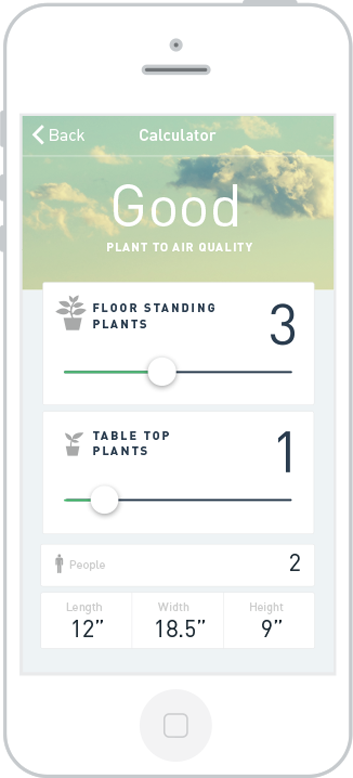 Back
Calculator
Good
PLANT TO AIR QUALITY
FLOOR STANDING
PLANTS
3
TABLE TOP
PLANTS
1
People
2
Length Width Height
12” 18.5” 9”